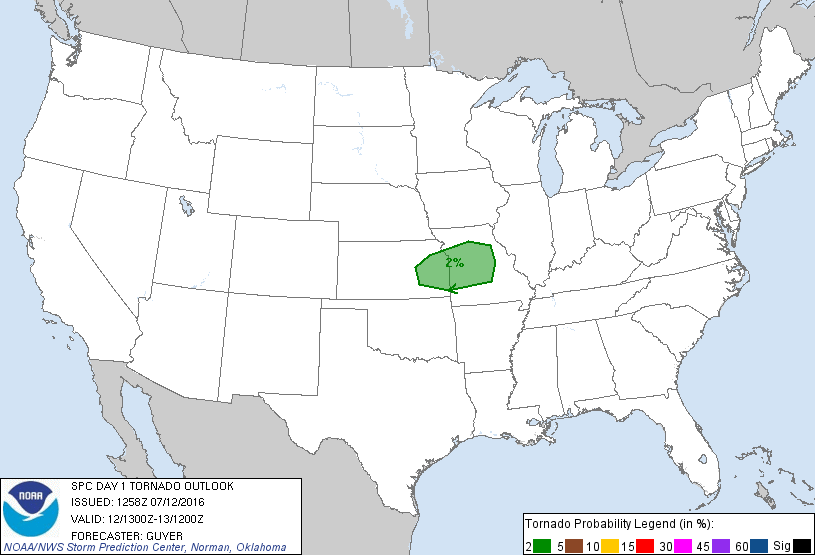 2%
NOAA
SPC DAY 1 TORNADO OUTLOOK
ISSUED: 1258Z 07/12/2016
VALID: 12/1300Z-13/1200Z
FORECASTER: GUYER
NOAA/NWS Storm Prediction Center, Norman, Oklahoma
Tornado Probability Legend (in %):
2 5 10 15 30 45 60 Sig